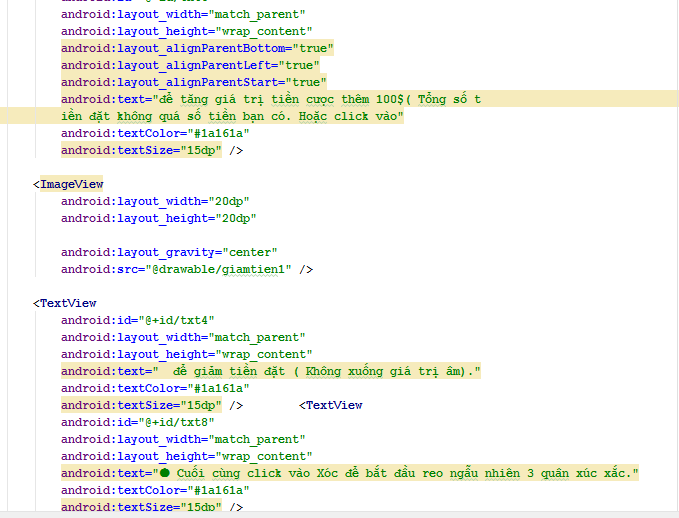 android:layout_width="match_parent"
android:layout_height="wrap_content"
android:layout_alignParentBottom="true"
android:layout_alignParentLeft="true"
android:layout_alignParentStart="true"
android:text="để tăng giá trị tiền cược thêm 100$( Tổng số t
iền đặt không quá số tiền bạn có. Hoặc click vào"
android:textColor="#1a161a"
android:textSize="15dp" />
<ImageView
android:layout_width="20dp"
android:layout_height="20dp"
android:layout_gravity="center"
android:src="@drawable/giamtien1" />
<TextView
android:id="@+id/txt4"
android:layout_width="match_parent"
android:layout_height="wrap_content"
android:text="  để giảm tiền đặt ( Không xuống giá trị âm)."
android:textColor="#1a161a"
android:textSize="15dp" />        <TextView
android:id="@+id/txt8"
android:layout_width="match_parent"
android:layout_height="wrap_content"
android:text="● Cuối cùng click vào Xóc để bắt đầu reo ngẫu nhiên 3 quân xúc xắc."
android:textColor="#1a161a"
android:textSize="15dp" />